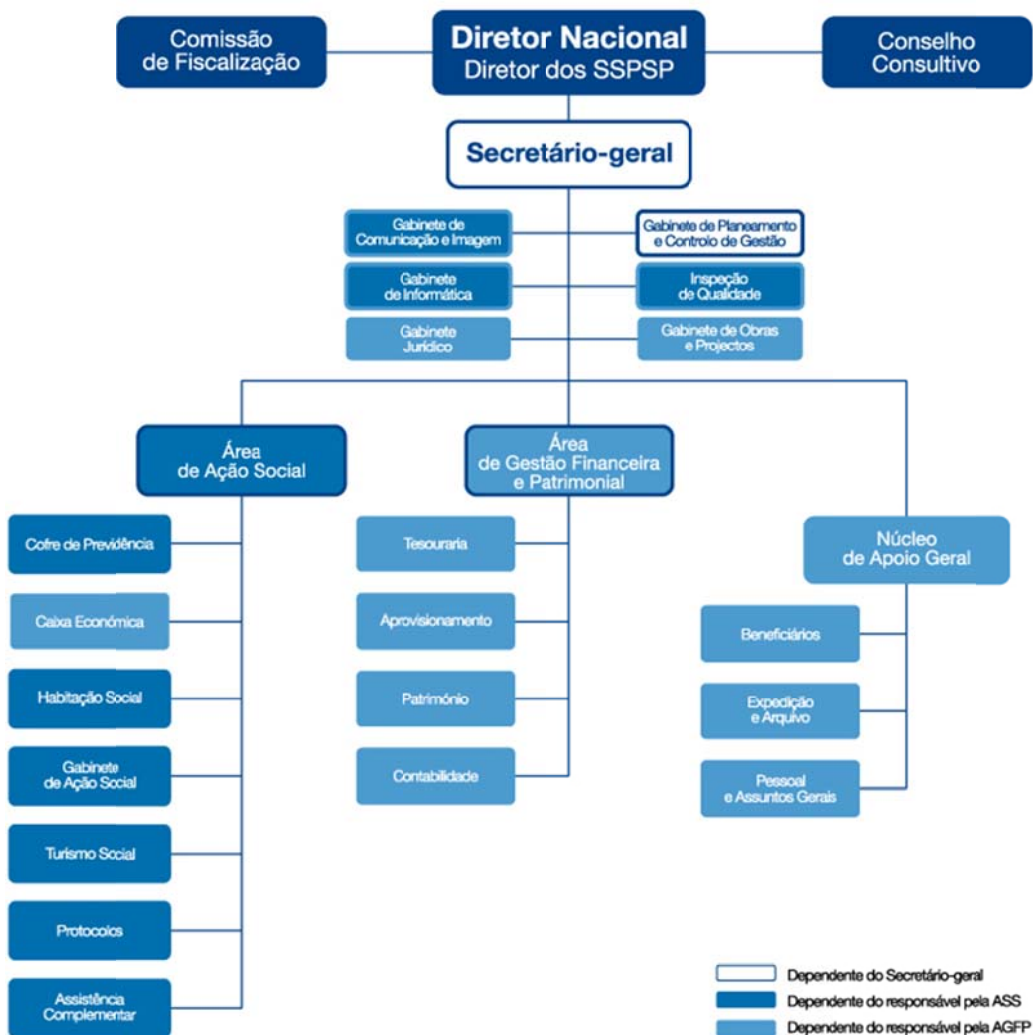 Comissão
de Fiscalização
Diretor Nacional
Diretor dos SSPSP
Conselho
Consultivo
Secretário-geral
Gabinete de
Comunicação e Imagem
Gabinete de Planeamento
e Controlo de Gestão
Gabinete
de Informática
Inspeção
de Qualidade
Gabinete
Jurídico
Gabinete de Obras
e Projectos
Área
de Ação Social
Área
de Gestão Financeira
e Patrimonial
Núcleo
de Apoio Geral
Cofre de Previdência
Caixa Económica
Habitação Social
Gabinete
de Ação Social
Turismo Social
Protocolos
Assistência
Complementar
Tesouraria
Aprovisionamento
Património
Contabilidade
Beneficiários
Expedição
e Arquivo
Pessoal
e Assuntos Gerais
Dependente do Secretário-geral
Dependente do responsável pela ASS
Dependente do responsável pela AGFP